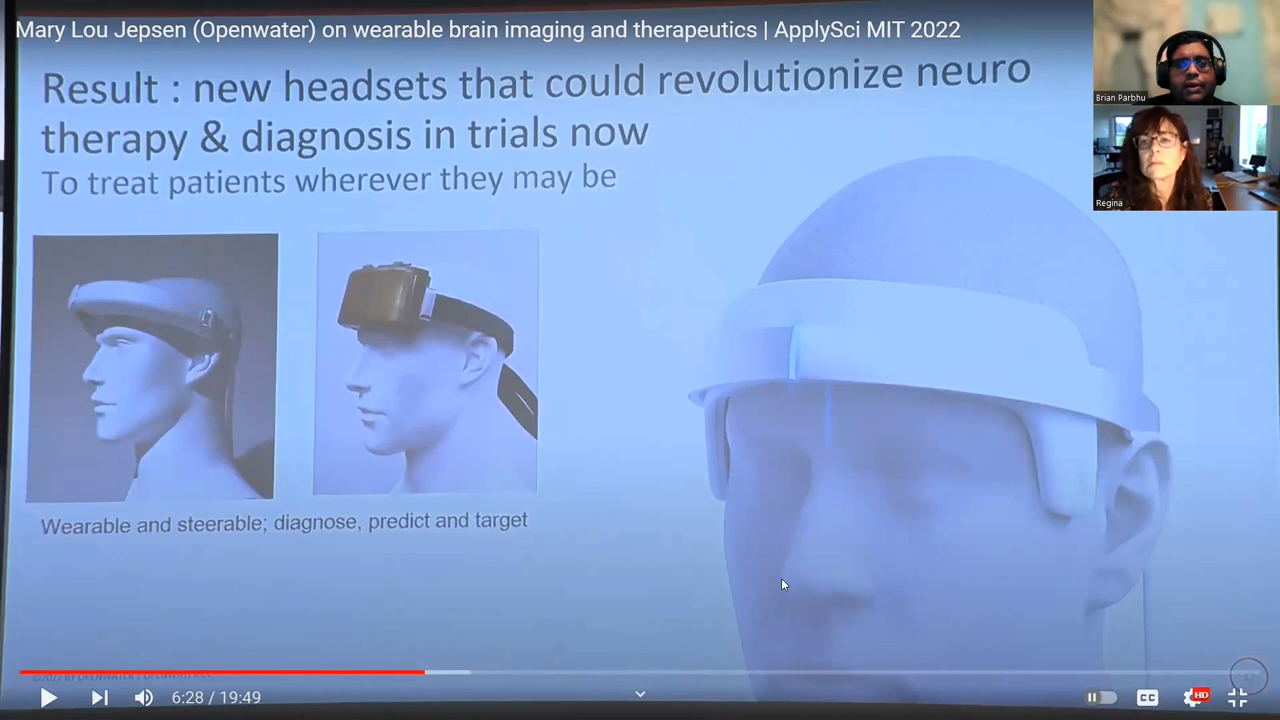 Mary Lou Jepsen (Openwater) on wearable brain imaging and therapeutics | ApplySci MIT 2022
Result : new headsets that could revolutionize neuro
therapy & diagnosis in trials now
To treat patients wherever they may be
Brian Parbhu
Regina
Wearable and steerable; diagnose, predict and target
6:28 / 19:49
CC
HD